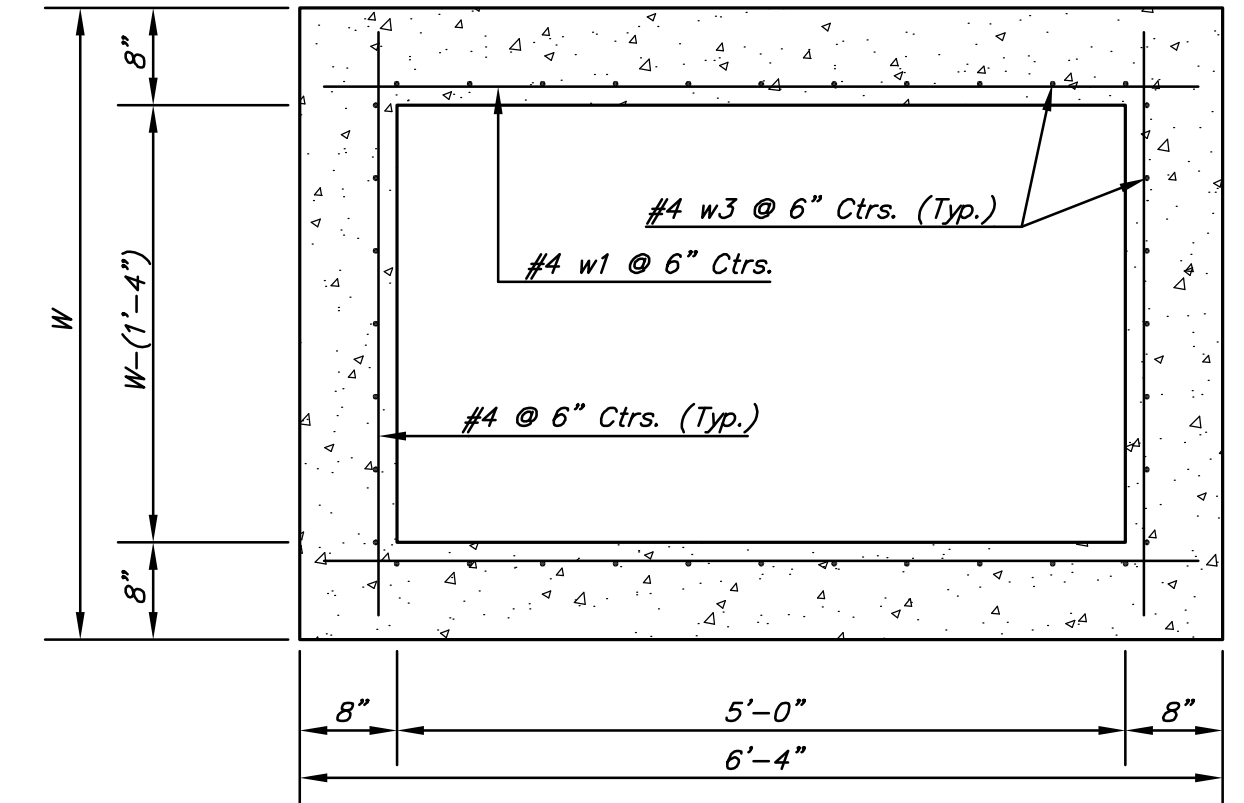 8”
W
W-(1’-4”)
8”
#4 w3 @ 6” Ctrs. (Typ.)
#4 w1 @ 6” Ctrs.
#4 @ 6” Ctrs. (Typ.)
8”
5’-0”
8”
6’-4”